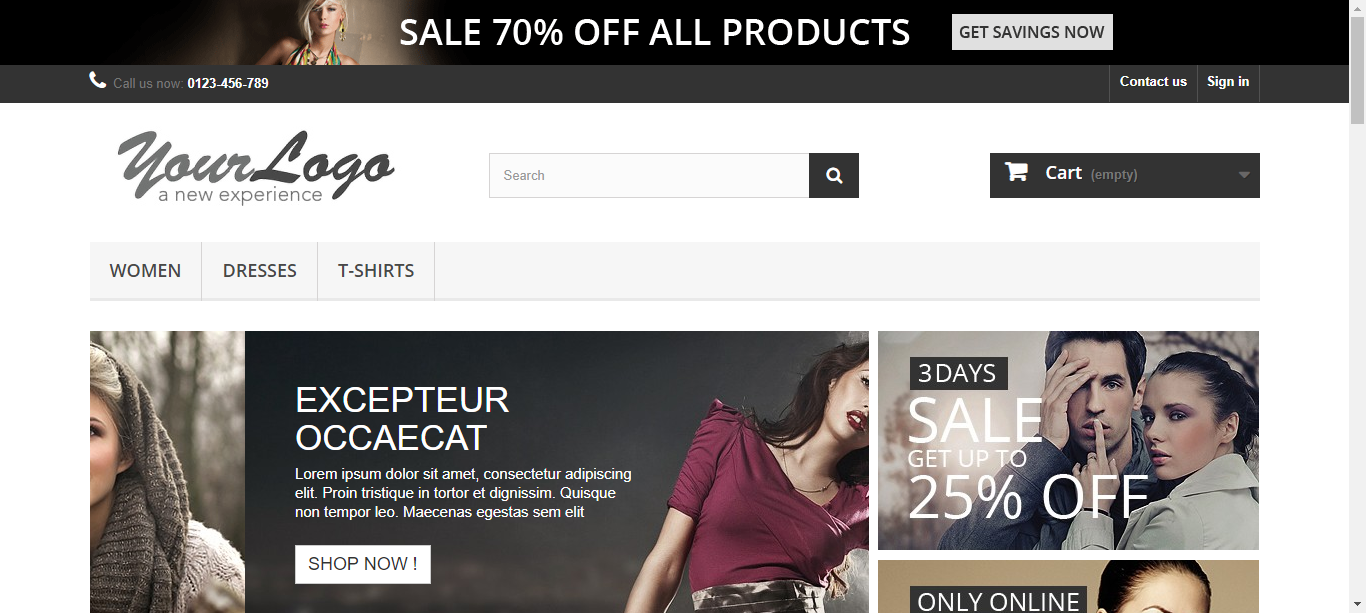 SALE 70% OFF ALL PRODUCTS
GET SAVINGS NOW
Call us now: 0123-456-789
Contact us
Sign in
YourLogo
a new experience
Search
Cart (empty)
WOMEN
DRESSES
T-SHIRTS
EXCEPTEUR
OCCAECAT
Lorem ipsum dolor sit amet, consectetur adipiscing
elit. Proin tristique in tortor et dignissim. Quisque
non tempor leo. Maecenas egestas sem elit
SHOP NOW !
3 DAYS
SALE
GET UP TO
25% OFF
ONLY ONLINE